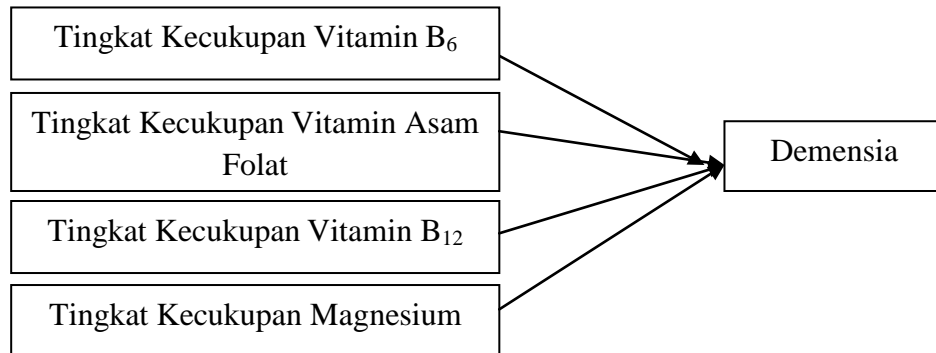 Tingkat Kecukupan Vitamin B₆
Tingkat Kecukupan Vitamin Asam
Folat
Tingkat Kecukupan Vitamin B₁₂
Tingkat Kecukupan Magnesium
Demensia